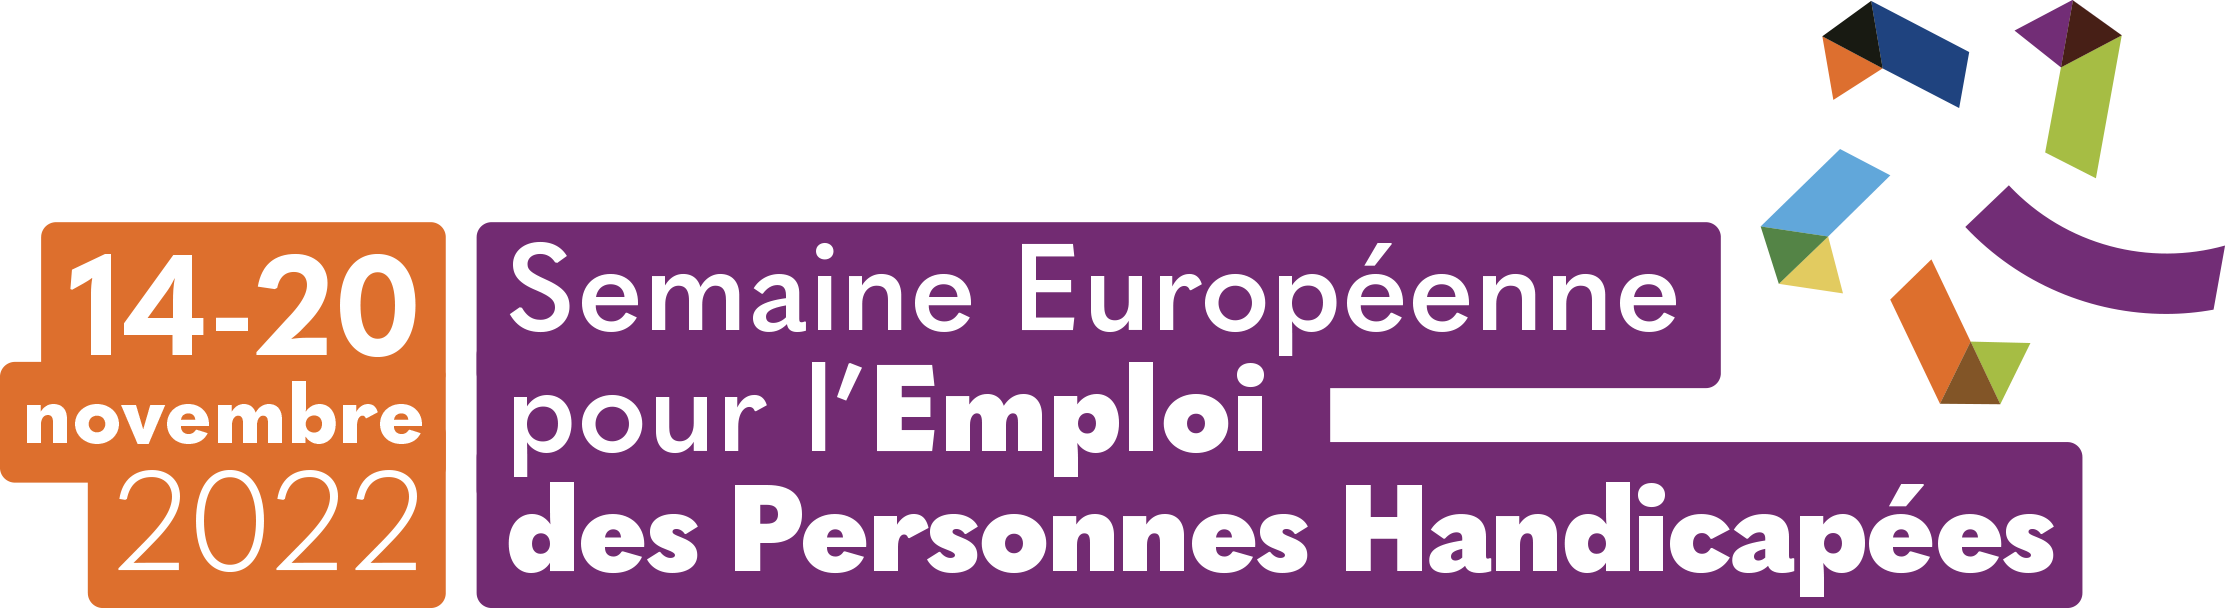 14-20
novembre
2022
Semaine Européenne
pour l’Emploi
des Personnes Handicapées